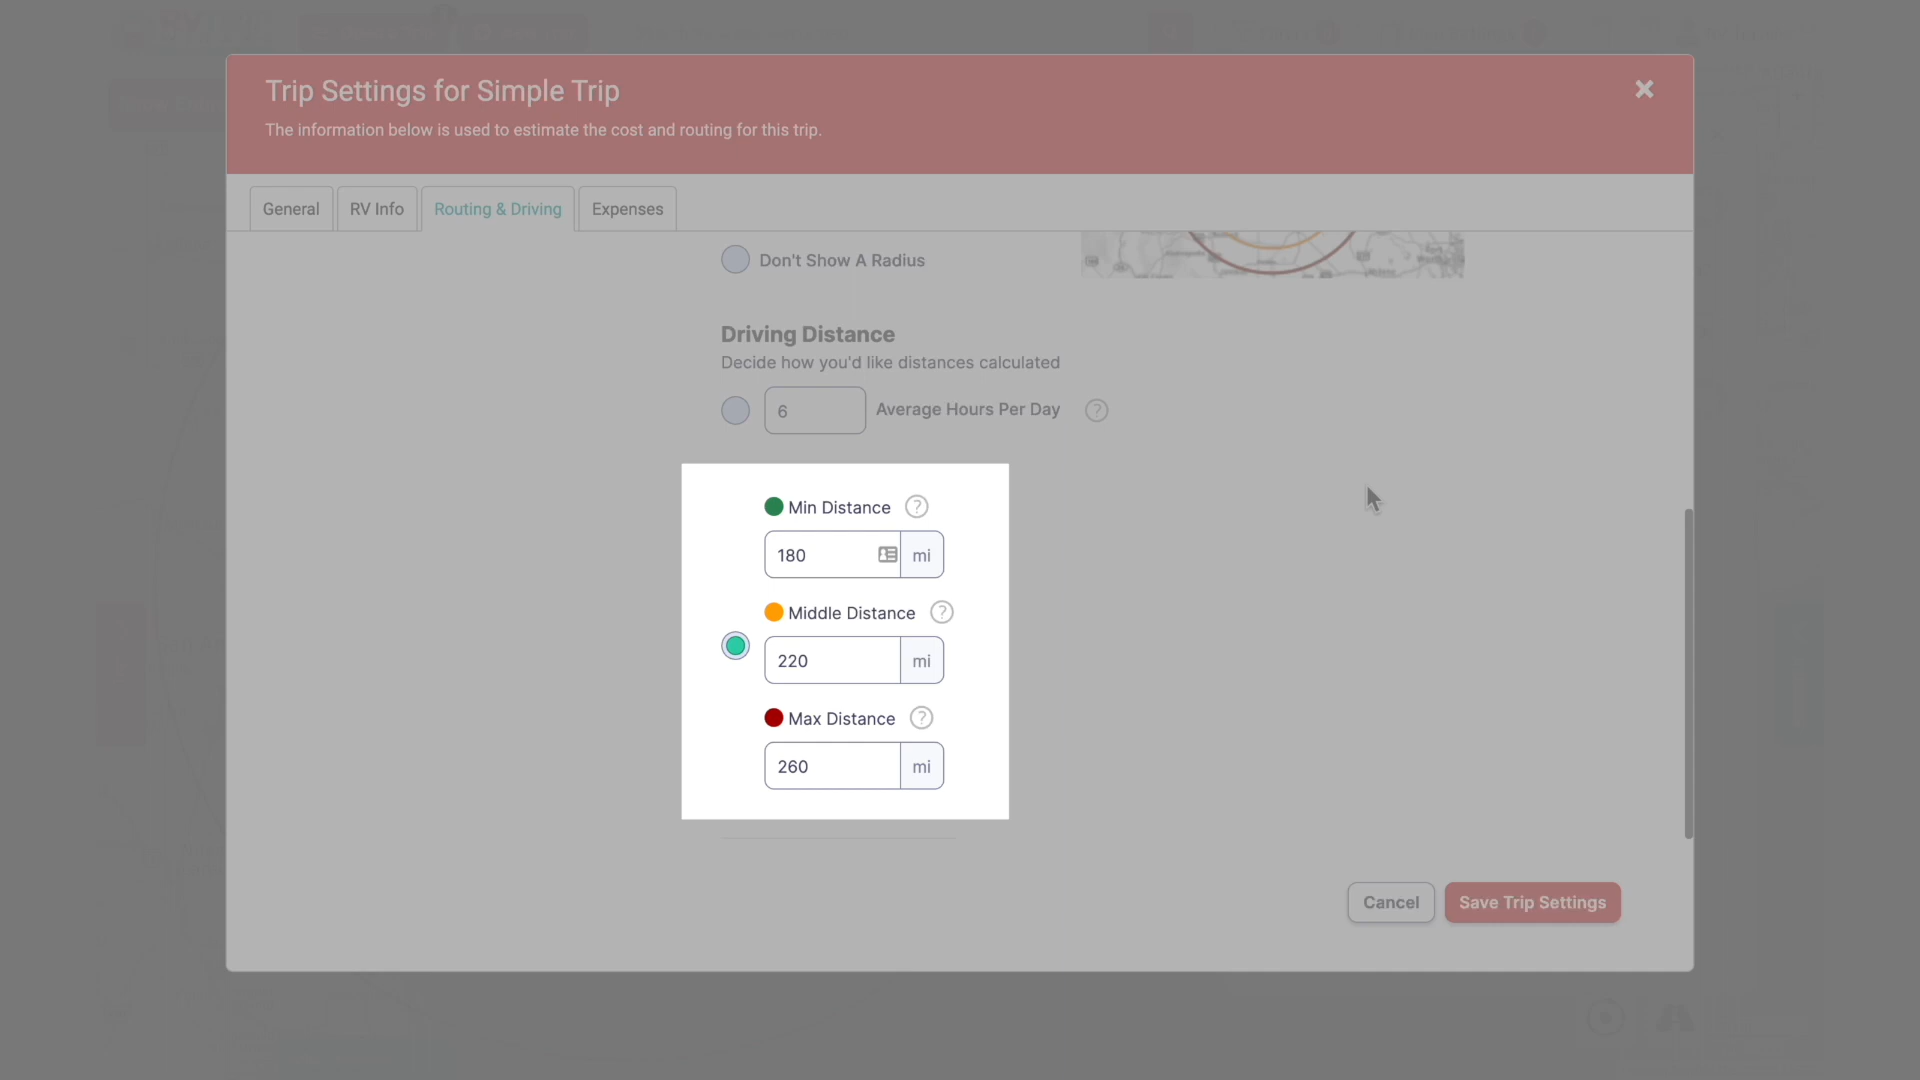 Trip Settings for Simple Trip
The information below is used to estimate the cost and routing for this trip.
General
RV Info
Routing & Driving
Expenses
Don't Show A Radius
Driving Distance
Decide how you'd like distances calculated
6
Average Hours Per Day
?
Min Distance
?
180
mi
Middle Distance
?
220
mi
Max Distance
?
260
mi
Cancel
Save Trip Settings